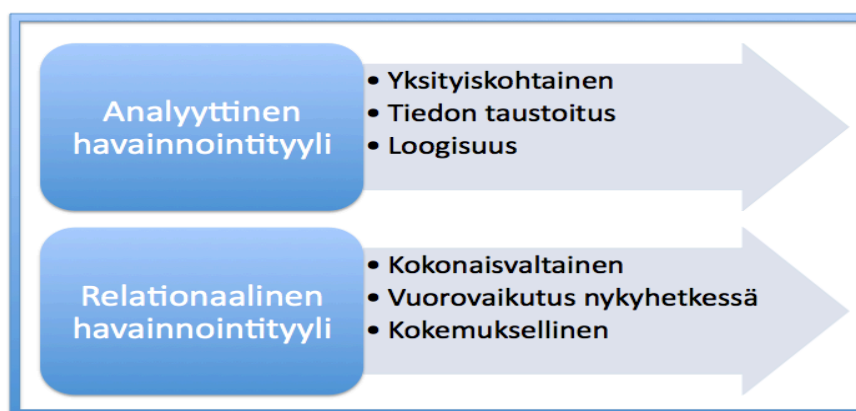 Analyyttinen
havainnointityyli
• Yksityiskohtainen
• Tiedon taustoitus
• Loogisuus
Relationaalinen
havainnointityyli
• Kokonaisvaltainen
• Vuorovaikutus nykyhetkessä
• Kokemuksellinen